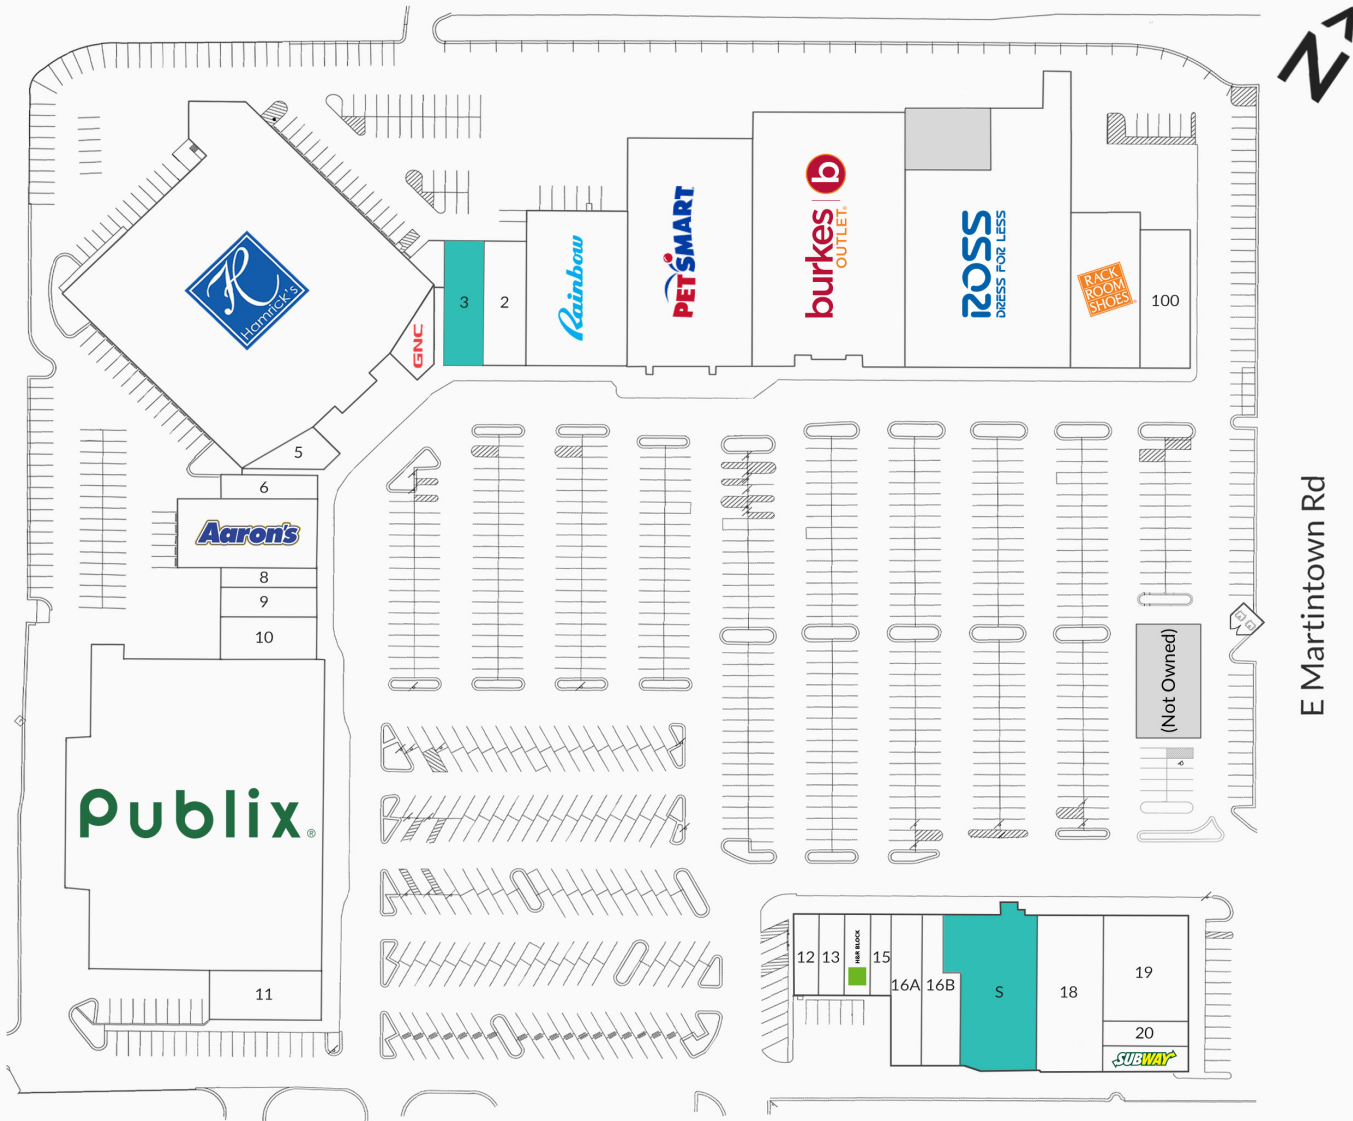 N
H
Hamrick's
GNC
3
2
Rainbow
PETSMART
burkes b
OUTLET®
ROSS
DRESS FOR LESS
RACK
ROOM
SHOES®
100
5
6
Aaron's
8
9
10
E Martintown Rd
(Not Owned)
Publix®
11
12
13
H&R BLOCK
15
16A
16B
S
18
19
20
SUBWAY